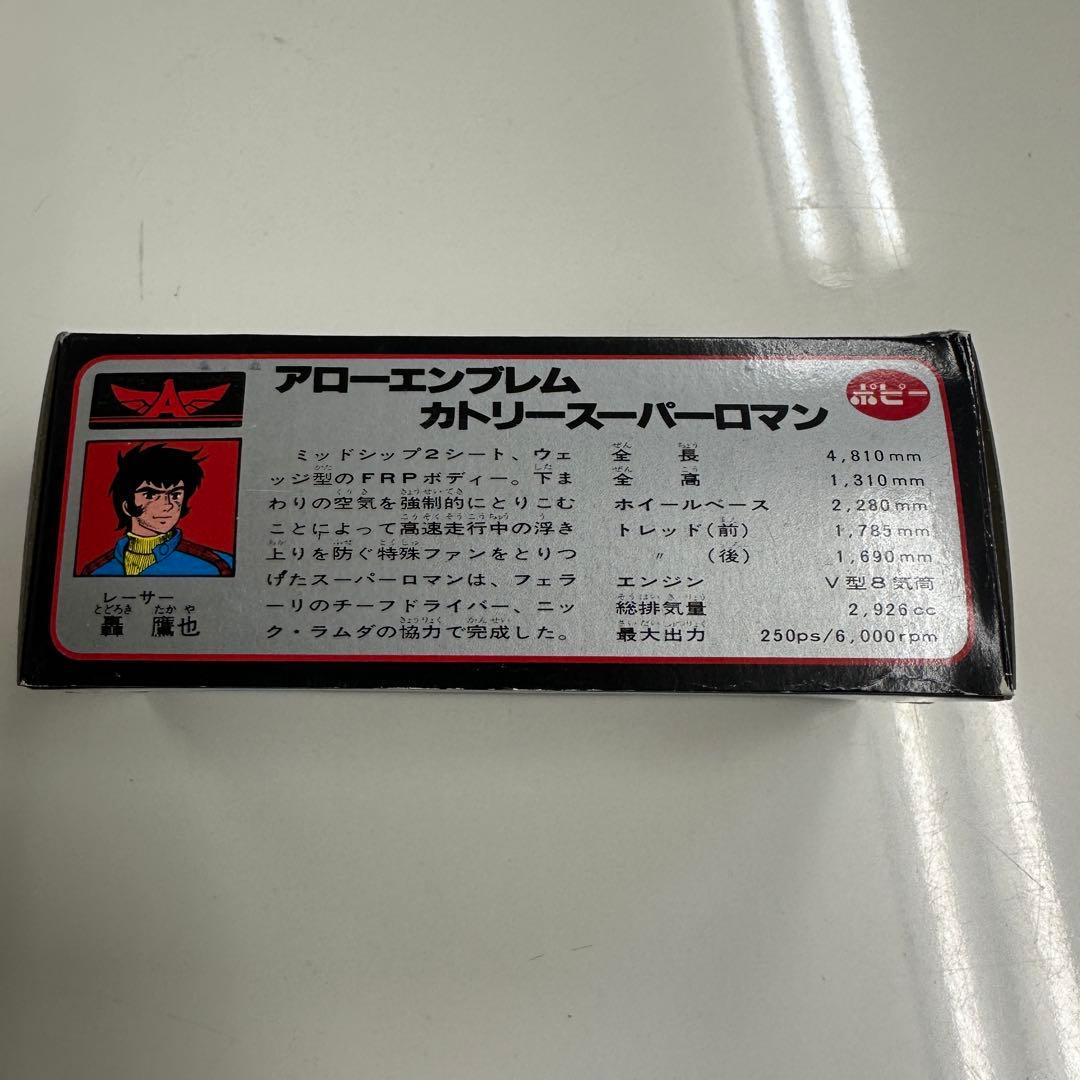 A
アローエンブレム
カトリースーパーロマン
ポピー
ミッドシップ2シート、ウェ
ッジ型のFRPボディー。下ま
わりの空気を強制的にとりこむ
ことによって高速走行中の浮き
上りを防ぐ特殊ファンをとりつ
げたスーパーロマンは、フェラ
ーリのチーフドライバー、ニッ
ク・ラムダの協力で完成した。
全長 4,810mm
全高 1,310mm
ホイールベース 2,280mm
トレッド(前) 1,785mm
〃 (後) 1,690mm
エンジン V型8気筒
総排気量 2,926cc
最大出力 250ps/6,000rpm
レーサー
とどろき たかや
轟 鷹也